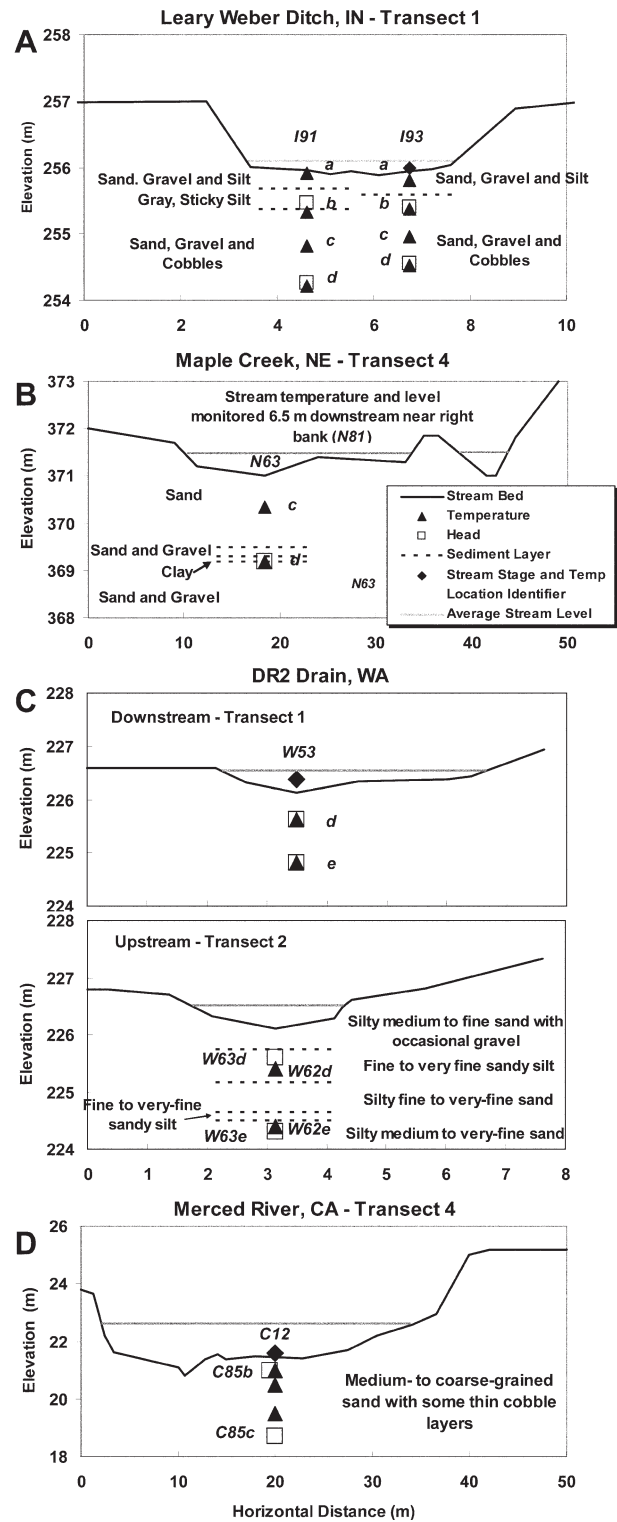 Leary Weber Ditch, IN - Transect 1
A
258
257
256
255
254
Elevation (m)
I91
I93
a
a
Sand. Gravel and Silt
Sand, Gravel and Silt
Gray, Sticky Silt
b
b
Sand, Gravel and Cobbles
c
c
Sand, Gravel and Cobbles
d
d
0 2 4 6 8 10
Maple Creek, NE - Transect 4
B
373
372
371
370
369
368
Elevation (m)
Stream temperature and level
monitored 6.5 m downstream near right
bank (N81)
N63
Sand
c
Sand and Gravel
Clay
d
Sand and Gravel
Stream Bed
Temperature
Head
Sediment Layer
Stream Stage and Temp
N63 Location Identifier
Average Stream Level
0 10 20 30 40 50
DR2 Drain, WA
C
228
227
226
225
224
Elevation (m)
Downstream - Transect 1
W53
d
e
228
227
226
225
224
Elevation (m)
Upstream - Transect 2
Silty medium to fine sand with
occasional gravel
W63d
W62d
Fine to very fine sandy silt
Silty fine to very-fine sand
Fine to very-fine
sandy silt
W63e
W62e
Silty medium to very-fine sand
0 1 2 3 4 5 6 7 8
Merced River, CA - Transect 4
D
26
24
22
20
18
Elevation (m)
C12
C85b
C85c
Medium- to coarse-grained
sand with some thin cobble
layers
0 10 20 30 40 50
Horizontal Distance (m)